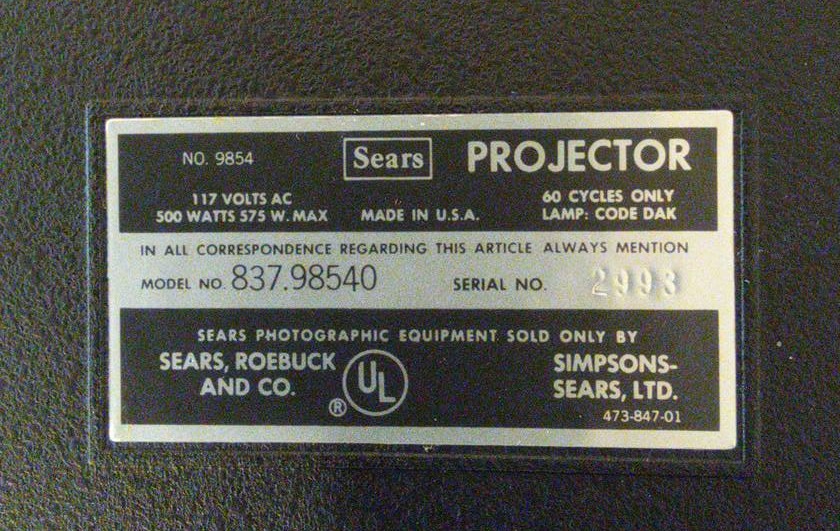 NO. 9854 Sears PROJECTOR
117 VOLTS AC 60 CYCLES ONLY
500 WATTS 575 W. MAX MADE IN U.S.A. LAMP: CODE DAK
IN ALL CORRESPONDENCE REGARDING THIS ARTICLE ALWAYS MENTION
MODEL NO. 837.98540 SERIAL NO. 2993
SEARS PHOTOGRAPHIC EQUIPMENT SOLD ONLY BY
SEARS, ROEBUCK SIMPSONS-
AND CO. ® UL SEARS, LTD.
473-847-01